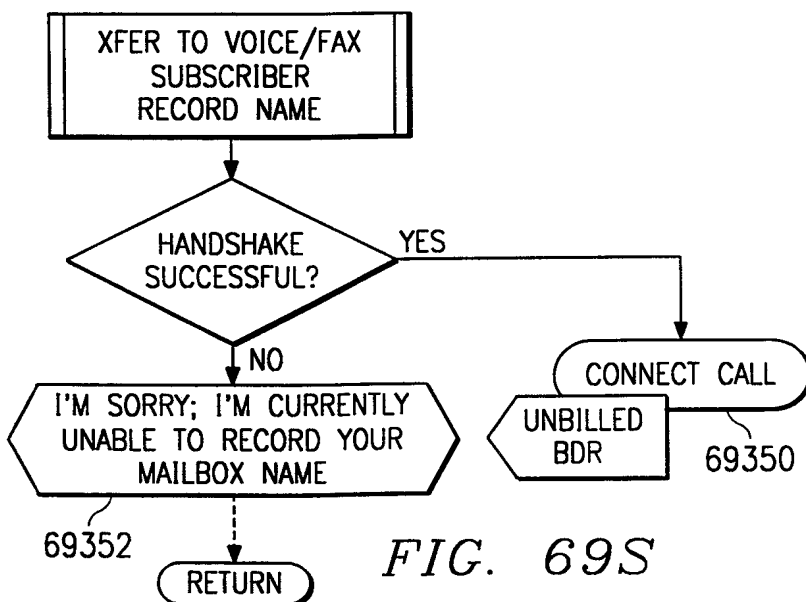 XFER TO VOICE/FAX
SUBSCRIBER
RECORD NAME
HANDSHAKE
SUCCESSFUL?
YES
NO
CONNECT CALL
UNBILLED
BDR
69350
I'M SORRY; I'M CURRENTLY
UNABLE TO RECORD YOUR
MAILBOX NAME
69352
RETURN
FIG. 69S